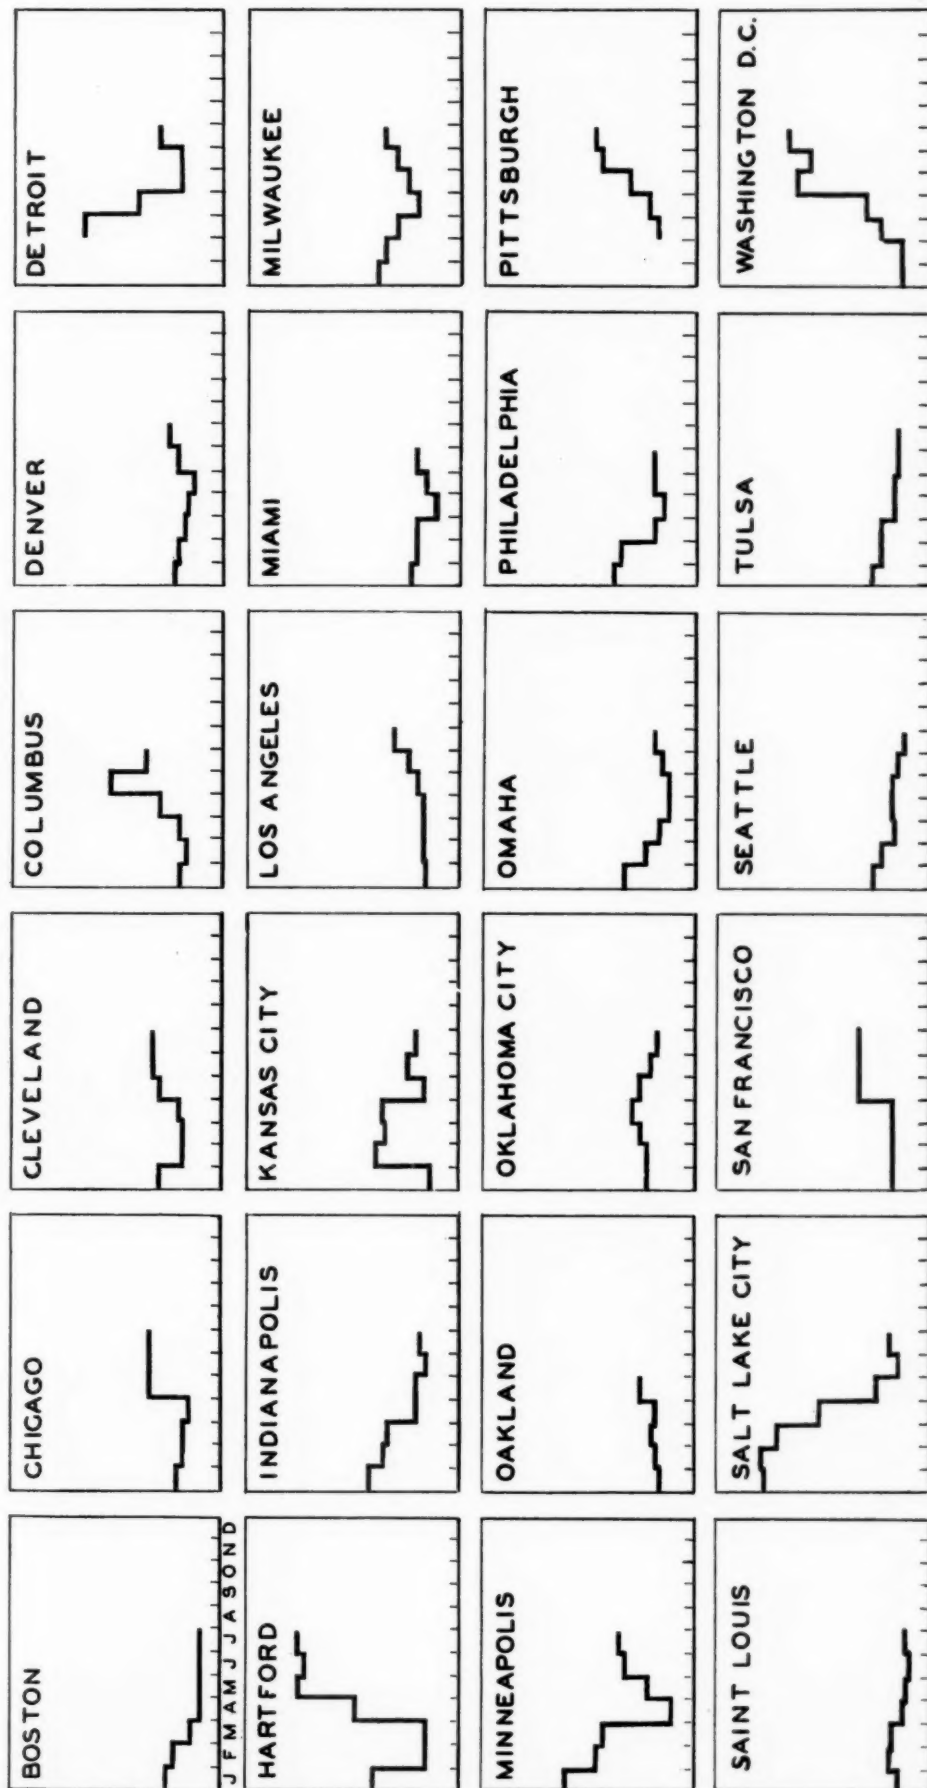 BOSTON
CHICAGO
CLEVELAND
COLUMBUS
DENVER
DETROIT
J F M A M J J A S O N D
HARTFORD
INDIANAPOLIS
KANSAS CITY
LOS ANGELES
MIAMI
MILWAUKEE
MINNEAPOLIS
OAKLAND
OKLAHOMA CITY
OMAHA
PHILADELPHIA
PITTSBURGH
SAINT LOUIS
SALT LAKE CITY
SAN FRANCISCO
SEATTLE
TULSA
WASHINGTON D.C.